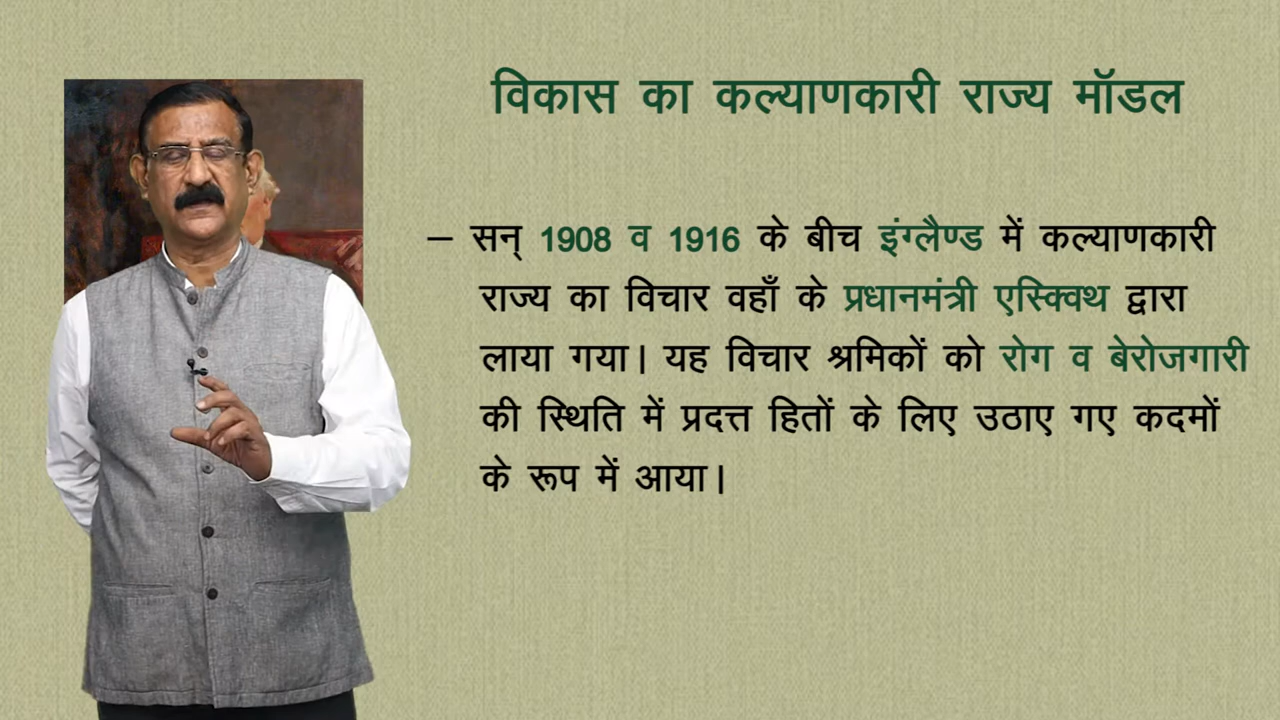 विकास का कल्याणकारी राज्य मॉडल
– सन् 1908 व 1916 के बीच इंग्लैण्ड में कल्याणकारी
राज्य का विचार वहाँ के प्रधानमंत्री एस्क्विथ द्वारा
लाया गया। यह विचार श्रमिकों को रोग व बेरोजगारी
की स्थिति में प्रदत्त हितों के लिए उठाए गए कदमों
के रूप में आया।